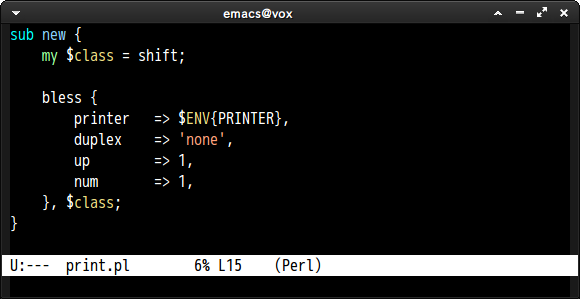 emacs@vox
sub new {
    my $class = shift;

    bless {
        printer   => $ENV{PRINTER},
        duplex    => 'none',
        up        => 1,
        num       => 1,
    }, $class;
}
U:---  print.pl        6% L15    (Perl)